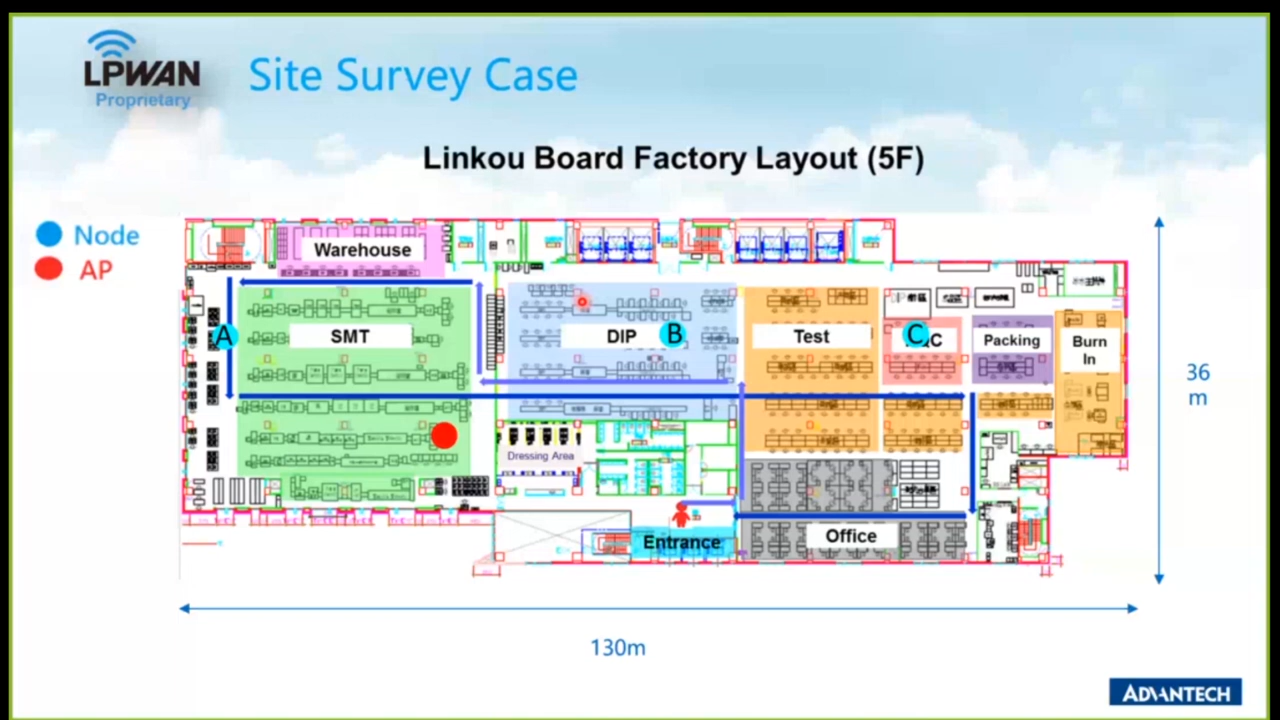 LPWAN
Proprietary
Site Survey Case
Linkou Board Factory Layout (5F)
Node
AP
Warehouse
A
SMT
DIP
B
Test
C
IC
Packing
Burn
In
Dressing Area
Entrance
Office
36
m
130m
ADVANTECH